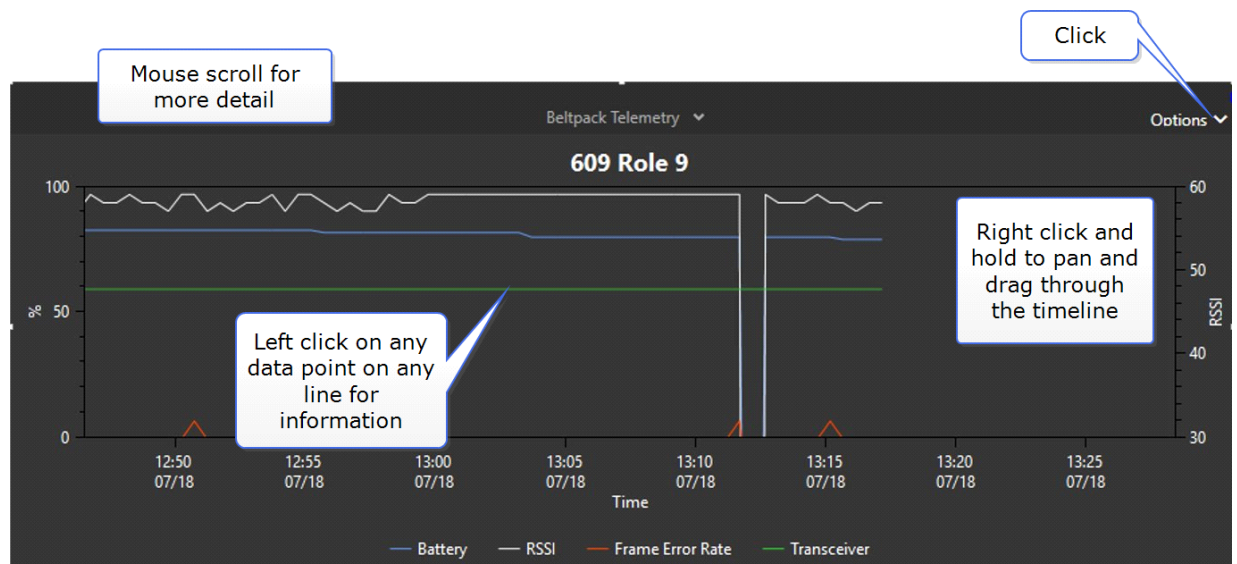 Click
Mouse scroll for
more detail
Beltpack Telemetry
Options
609 Role 9
100
60
Right click and
hold to pan and
drag through
the timeline
50
%
50
RSSI
Left click on any
data point on any
line for
information
40
0
30
12:50 12:55 13:00 13:05 13:10 13:15 13:20 13:25
07/18 07/18 07/18 07/18 07/18 07/18 07/18 07/18
Time
Battery RSSI Frame Error Rate Transceiver